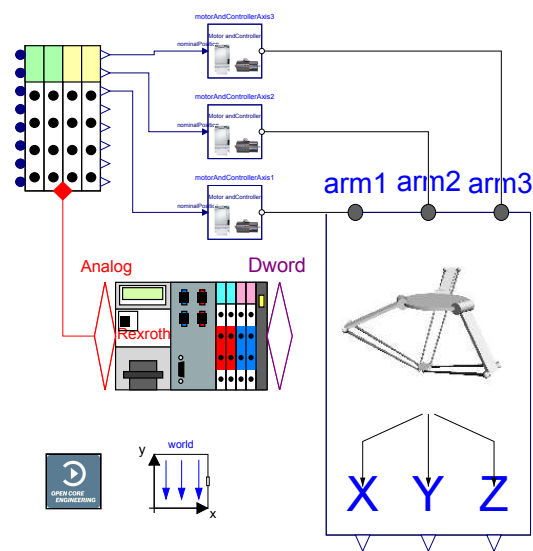 motorAndControllerAxis3
Motor andController
nominalPosition
motorAndControllerAxis2
Motor andController
nominalPosition
motorAndControllerAxis1
Motor andController
nominalPosition
arm1 arm2 arm3
Analog
Dword
Rexroth
y
world
x
OPEN CORE
ENGINEERING
X Y Z